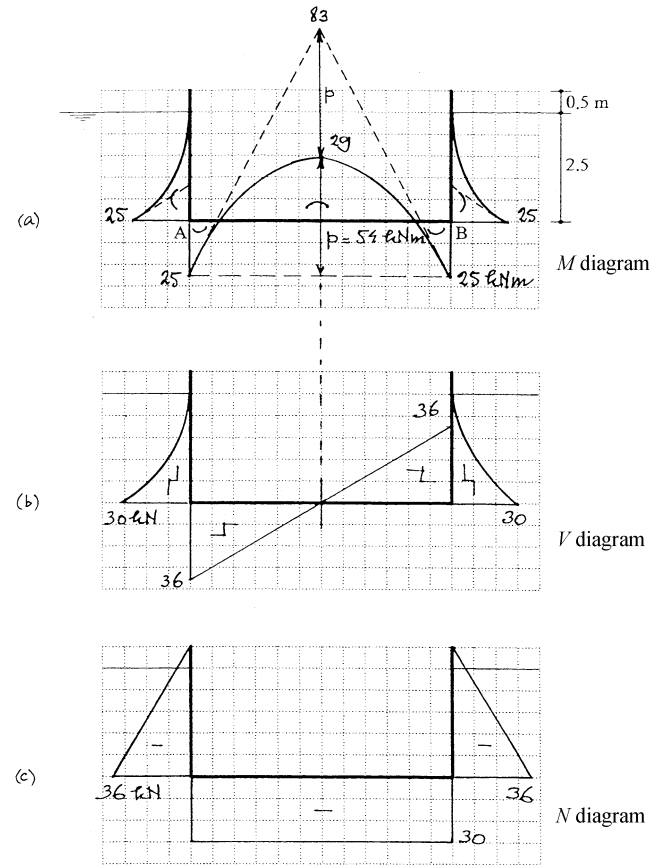 83
0,5 m
p
29
2.5
25
25
(a)
A
B
p = 54 kNm
25
25 kNm
M diagram
36
(b)
30 kN
30
V diagram
36
(c)
36 kN
36
30
N diagram